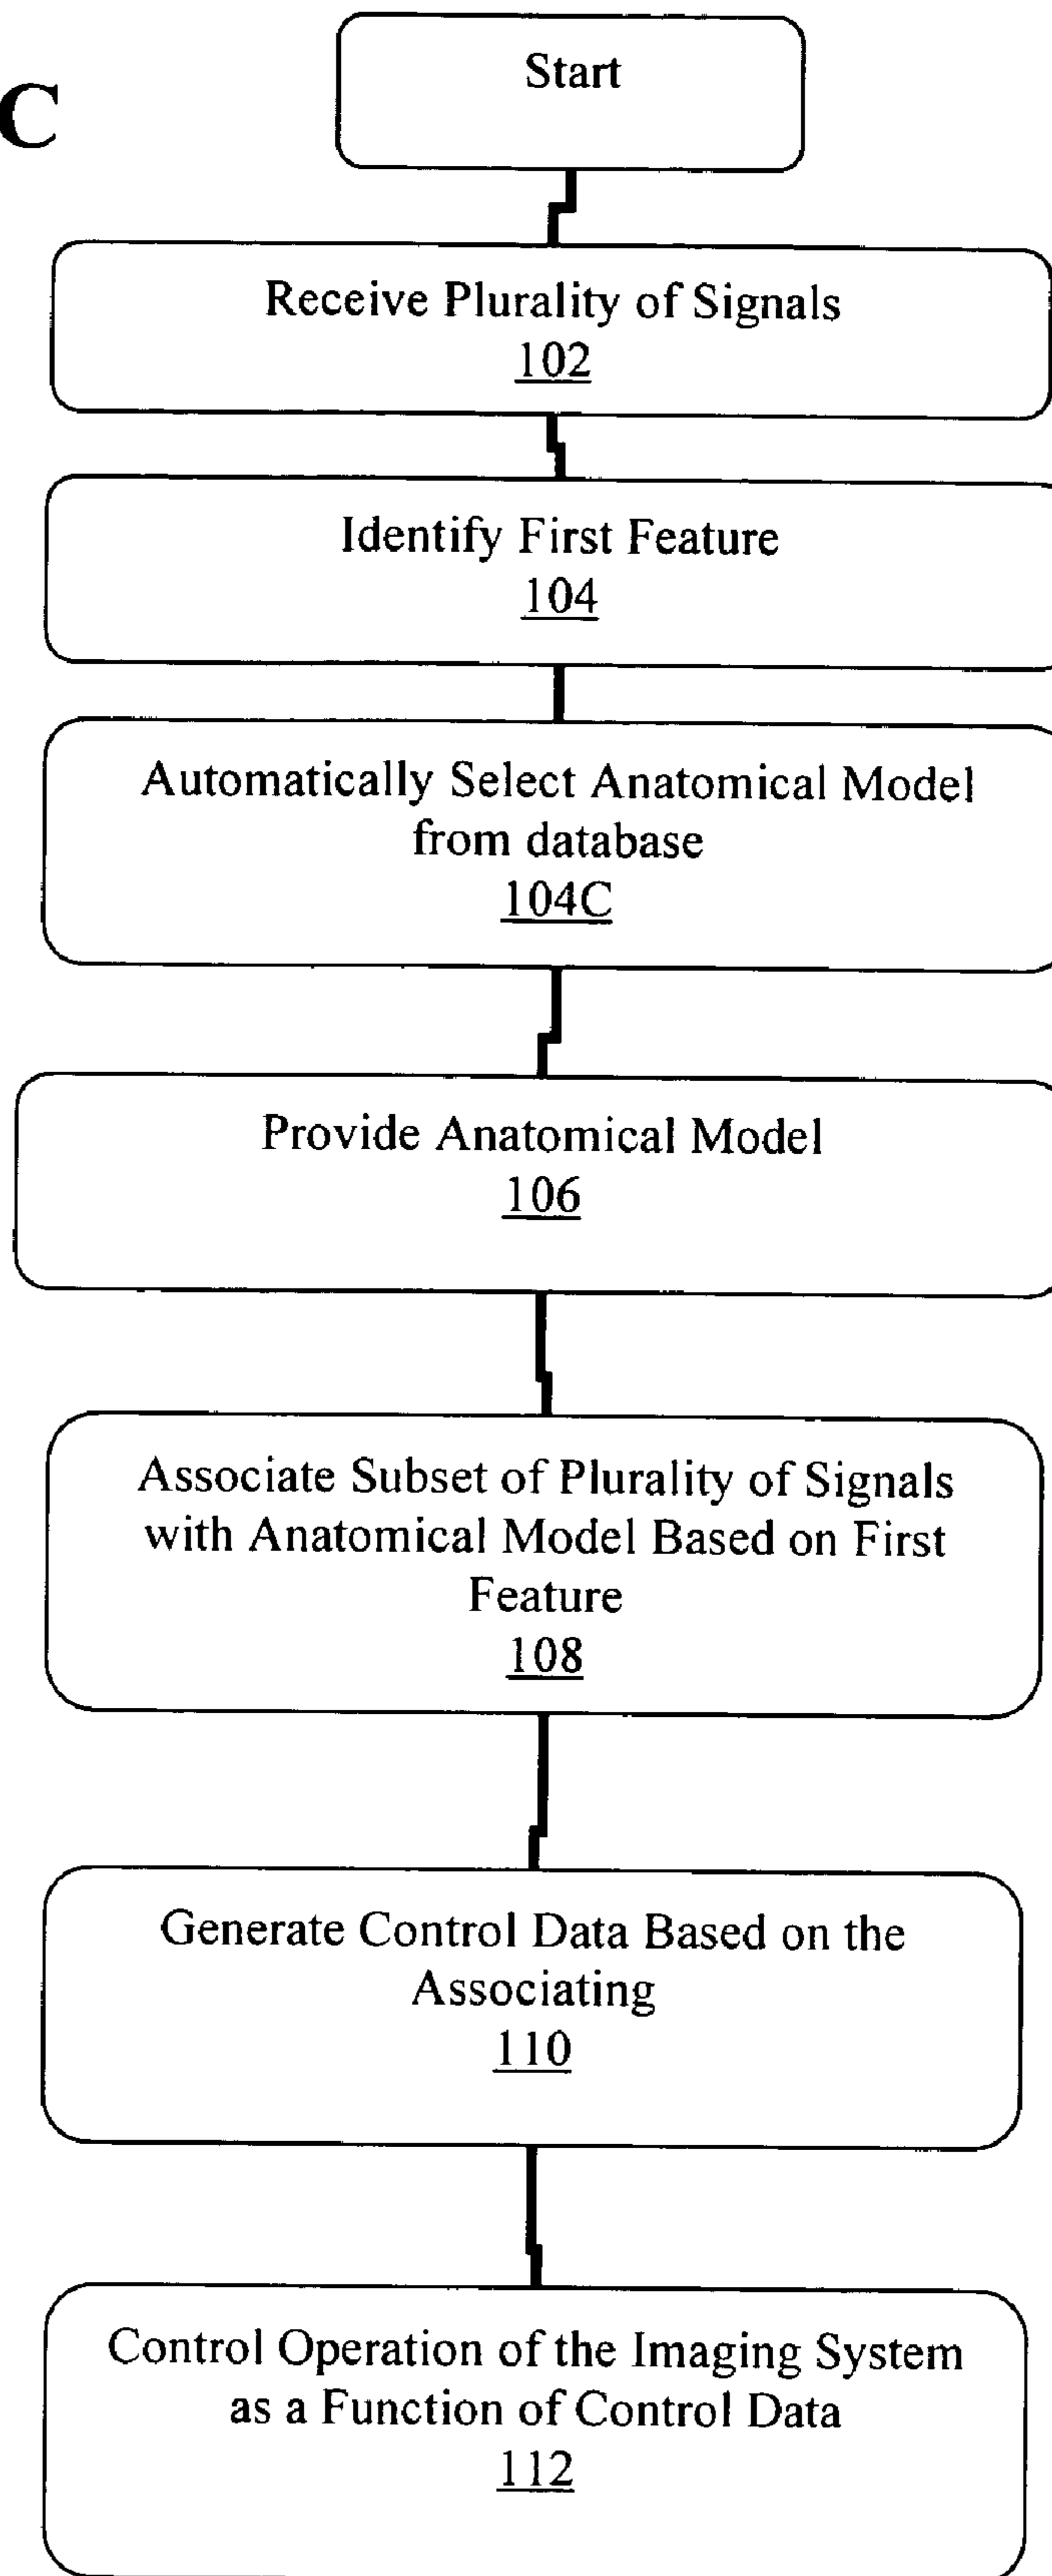 C
Start
Receive Plurality of Signals
102
Identify First Feature
104
Automatically Select Anatomical Model
from database
104C
Provide Anatomical Model
106
Associate Subset of Plurality of Signals
with Anatomical Model Based on First
Feature
108
Generate Control Data Based on the
Associating
110
Control Operation of the Imaging System
as a Function of Control Data
112